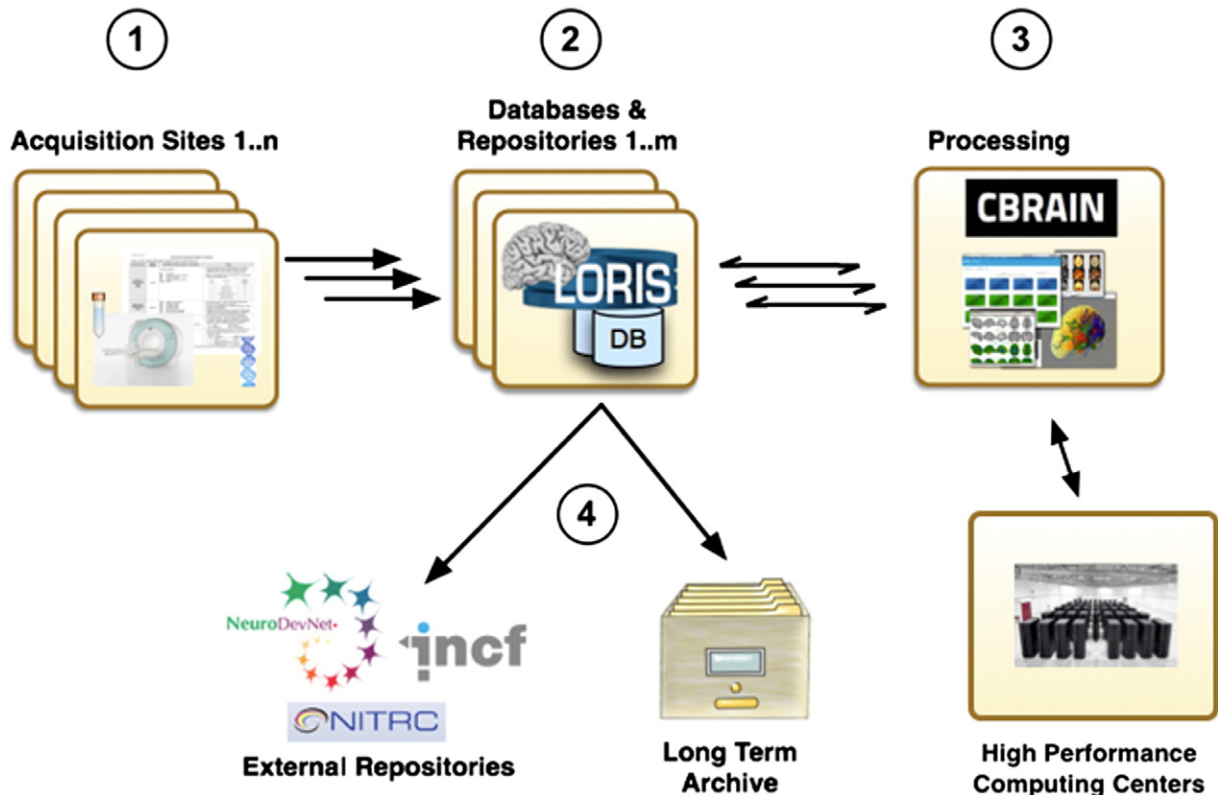 1
2
3
Acquisition Sites 1..n
Databases &
Repositories 1..m
Processing
LORIS
DB
CBRAIN
4
NeuroDevNet
incf
NITRC
External Repositories
Long Term
Archive
High Performance
Computing Centers